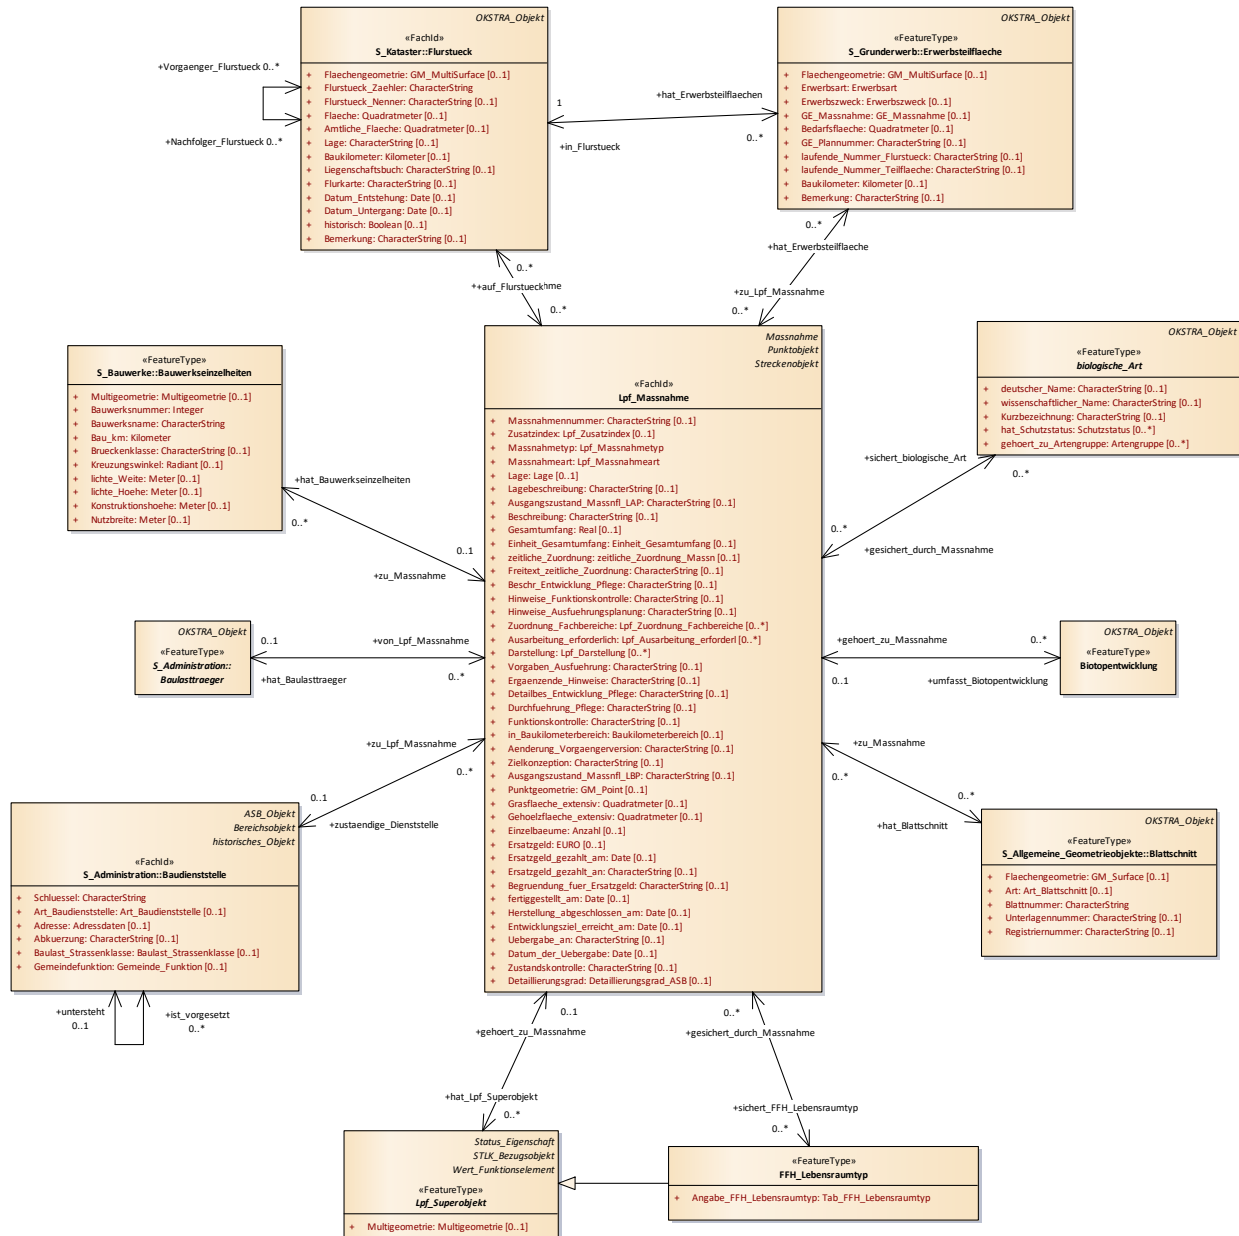 OKSTRA_Objekt
«FachId»
S_Kataster::Flurstueck
+ Flaechengeometrie: GM_MultiSurface [0..1]
+ Flurstueck_Zaehler: CharacterString
+ Flurstueck_Nenner: CharacterString [0..1]
+ Flaeche: Quadratmeter [0..1]
+ Amtliche_Flaeche: Quadratmeter [0..1]
+ Lage: CharacterString [0..1]
+ Baukilometer: Kilometer [0..1]
+ Liegenschaftsbuch: CharacterString [0..1]
+ Flurkarte: CharacterString [0..1]
+ Datum_Entstehung: Date [0..1]
+ Datum_Untergang: Date [0..1]
+ historisch: Boolean [0..1]
+ Bemerkung: CharacterString [0..1]
+Vorgaenger_Flurstueck 0..*
+Nachfolger_Flurstueck 0..*
+hat_Erwerbsteilflaechen
1
0..*
+in_Flurstueck
OKSTRA_Objekt
«FeatureType»
S_Grunderwerb::Erwerbsteilflaeche
+ Flaechengeometrie: GM_MultiSurface [0..1]
+ Erwerbsart: Erwerbsart
+ Erwerbszweck: Erwerbszweck [0..1]
+ GE_Massnahme: GE_Massnahme [0..1]
+ Bedarfsflaeche: Quadratmeter [0..1]
+ GE_Plannummer: CharacterString [0..1]
+ laufende_Nummer_Flurstueck: CharacterString [0..1]
+ laufende_Nummer_Teilflaeche: CharacterString [0..1]
+ Baukilometer: Kilometer [0..1]
+ Bemerkung: CharacterString [0..1]
0..*
+auf_Flurstueck
0..*
0..*
+hat_Erwerbsteilflaeche
+zu_Lpf_Massnahme
0..*
Massnahme
Punktobjekt
Streckenobjekt
«FachId»
Lpf_Massnahme
+ Massnahmennummer: CharacterString [0..1]
+ Zusatzindex: Lpf_Zusatzindex [0..1]
+ Massnahmetyp: Lpf_Massnahmetyp
+ Massnahmeart: Lpf_Massnahmeart
+ Lage: Lage [0..1]
+ Lagebeschreibung: CharacterString [0..1]
+ Ausgangszustand_Massnfl_LAP: CharacterString [0..1]
+ Beschreibung: CharacterString [0..1]
+ Gesamtumfang: Real [0..1]
+ Einheit_Gesamtumfang: Einheit_Gesamtumfang [0..1]
+ zeitliche_Zuordnung: zeitliche_Zuordnung_Massn [0..1]
+ Freitext_zeitliche_Zuordnung: CharacterString [0..1]
+ Beschr_Entwicklung_Pflege: CharacterString [0..1]
+ Hinweise_Funktionskontrolle: CharacterString [0..1]
+ Hinweise_Ausfuehrungsplanung: CharacterString [0..1]
+ Zuordnung_Fachbereiche: Lpf_Zuordnung_Fachbereiche [0..*]
+ Ausarbeitung_erforderlich: Lpf_Ausarbeitung_erforderl [0..*]
+ Darstellung: Lpf_Darstellung [0..*]
+ Vorgaben_Ausfuehrung: CharacterString [0..1]
+ Ergaenzende_Hinweise: CharacterString [0..1]
+ Detailbes_Entwicklung_Pflege: CharacterString [0..1]
+ Durchfuehrung_Pflege: CharacterString [0..1]
+ Funktionskontrolle: CharacterString [0..1]
+ in_Baukilometerbereich: Baukilometerbereich [0..1]
+ Aenderung_Vorgaengerversion: CharacterString [0..1]
+ Zielkonzeption: CharacterString [0..1]
+ Ausgangszustand_Massnfl_LBP: CharacterString [0..1]
+ Punktgeometrie: GM_Point [0..1]
+ Grasflaeche_extensiv: Quadratmeter [0..1]
+ Gehoelzflaeche_extensiv: Quadratmeter [0..1]
+ Einzelbaeume: Anzahl [0..1]
+ Ersatzgeld: EURO [0..1]
+ Ersatzgeld_gezahlt_am: Date [0..1]
+ Ersatzgeld_gezahlt_an: CharacterString [0..1]
+ Begruendung_fuer_Ersatzgeld: CharacterString [0..1]
+ fertiggestellt_am: Date [0..1]
+ Herstellung_abgeschlossen_am: Date [0..1]
+ Entwicklungsziel_erreicht_am: Date [0..1]
+ Uebergabe_an: CharacterString [0..1]
+ Datum_der_Uebergabe: Date [0..1]
+ Zustandskontrolle: CharacterString [0..1]
+ Detaillierungsgrad: Detaillierungsgrad_ASB [0..1]
«FeatureType»
S_Bauwerke::Bauwerkseinzelheiten
+ Multigeometrie: Multigeometrie [0..1]
+ Bauwerksnummer: Integer
+ Bauwerksname: CharacterString
+ Bau_km: Kilometer
+ Brueckenklasse: CharacterString [0..1]
+ Kreuzungswinkel: Radiant [0..1]
+ lichte_Weite: Meter [0..1]
+ lichte_Hoehe: Meter [0..1]
+ Konstruktionshoehe: Meter [0..1]
+ Nutzbreite: Meter [0..1]
+hat_Bauwerkseinzelheiten
0..*
0..1
+zu_Massnahme
OKSTRA_Objekt
«FeatureType»
biologische_Art
+ deutscher_Name: CharacterString [0..1]
+ wissenschaftlicher_Name: CharacterString [0..1]
+ Kurzbezeichnung: CharacterString [0..1]
+ hat_Schutzstatus: Schutzstatus [0..*]
+ gehoert_zu_Artengruppe: Artengruppe [0..*]
+sichert_biologische_Art
0..*
0..*
+gesichert_durch_Massnahme
OKSTRA_Objekt
«FeatureType»
S_Administration::
Baulasttraeger
0..1
+von_Lpf_Massnahme
+hat_Baulasttraeger
0..*
+gehoert_zu_Massnahme
0..*
0..1
+umfasst_Biotopentwicklung
OKSTRA_Objekt
«FeatureType»
Biotopentwicklung
+zu_Lpf_Massnahme
0..*
0..1
+zustaendige_Dienststelle
+zu_Massnahme
0..*
0..*
+hat_Blattschnitt
ASB_Objekt
Bereichsobjekt
historisches_Objekt
«FachId»
S_Administration::Baudienststelle
+ Schluessel: CharacterString
+ Art_Baudienststelle: Art_Baudienststelle [0..1]
+ Adresse: Adressdaten [0..1]
+ Abkuerzung: CharacterString [0..1]
+ Baulast_Strassenklasse: Baulast_Strassenklasse [0..1]
+ Gemeindefunktion: Gemeinde_Funktion [0..1]
+untersteht
0..1
+ist_vorgesetzt
0..*
OKSTRA_Objekt
«FeatureType»
S_Allgemeine_Geometrieobjekte::Blattschnitt
+ Flaechengeometrie: GM_Surface [0..1]
+ Art: Art_Blattschnitt [0..1]
+ Blattnummer: CharacterString
+ Unterlagennummer: CharacterString [0..1]
+ Registriernummer: CharacterString [0..1]
0..1
+gehoert_zu_Massnahme
+hat_Lpf_Superobjekt
0..*
0..*
+gesichert_durch_Massnahme
+sichert_FFH_Lebensraumtyp
0..*
Status_Eigenschaft
STLK_Bezugsobjekt
Wert_Funktionselement
«FeatureType»
Lpf_Superobjekt
+ Multigeometrie: Multigeometrie [0..1]
«FeatureType»
FFH_Lebensraumtyp
+ Angabe_FFH_Lebensraumtyp: Tab_FFH_Lebensraumtyp